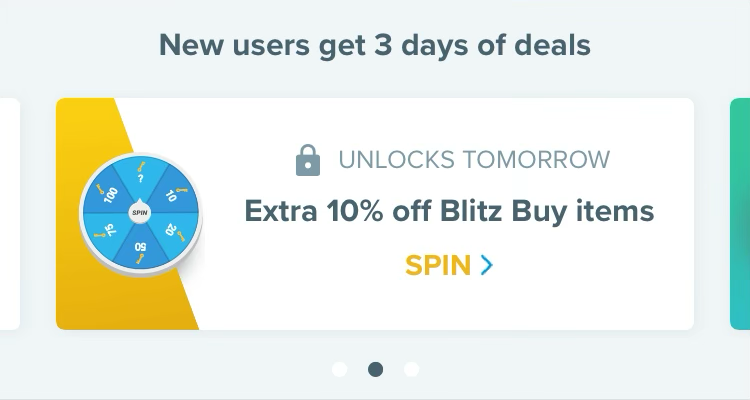 New users get 3 days of deals
UNLOCKS TOMORROW
Extra 10% off Blitz Buy items
SPIN
?
100
10
SPIN
75
20
50